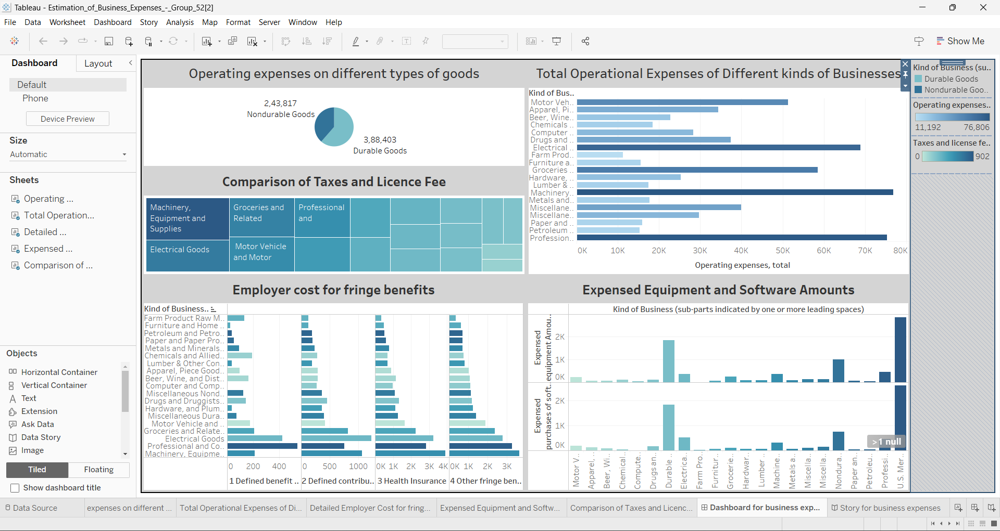 Tableau - Estimation_of_Business_Expenses_-_Group_52[2]
File Data Worksheet Dashboard Story Analysis Map Format Server Window Help
Show Me
Dashboard Layout
Default
Phone
Device Preview
Size
Automatic
Sheets
Operating ...
Total Operation...
Detailed ...
Expensed ...
Comparison of ...
Objects
Horizontal Container
Vertical Container
Text
Extension
Ask Data
Data Story
Image
Tiled Floating
Show dashboard title
Operating expenses on different types of goods
2,43,817
Nondurable Goods
3,88,403
Durable Goods
Comparison of Taxes and Licence Fee
Machinery,
Equipment and
Supplies
Electrical Goods
Groceries and
Related
Motor Vehicle
and Motor
Professional
and
Total Operational Expenses of Different kinds of Businesses
Kind of Bus..
Motor Veh..
Apparel, Pi..
Beer, Wine..
Chemicals ..
Computer ..
Drugs and ..
Electrical ..
Farm Prod..
Furniture a..
Groceries ..
Hardware, ..
Lumber & ..
Machinery..
Metals and..
Miscellane..
Miscellane..
Paper and ..
Petroleum ..
Profession..
0K 10K 20K 30K 40K 50K 60K 70K 80K
Operating expenses, total
Kind of Business (su..
Durable Goods
Nondurable Goo..
Operating expenses..
11,192 76,806
Taxes and license fe..
0 902
Employer cost for fringe benefits
Kind of Business..
Farm Product Raw M..
Furniture and Home ..
Petroleum and Petro..
Paper and Paper Pro..
Metals and Minerals..
Chemicals and Allied..
Lumber & Other Con..
Apparel, Piece Good..
Beer, Wine, and Dist..
Computer and Comp..
Miscellaneous Nond..
Drugs and Druggists..
Hardware, and Plum..
Miscellaneous Dura..
Motor Vehicle and ..
Groceries and Relate..
Electrical Goods
Professional and Co..
Machinery, Equipme..
0 200 400 0 500 1000 0K 1K 2K 3K 4K 0K 1K 2K 3K
1 Defined benefit .. 2 Defined contribu.. 3 Health Insurance 4 Other fringe ben..
Expensed Equipment and Software Amounts
Kind of Business (sub-parts indicated by one or more leading spaces)
Expensed
equipment Amou..
2K
1K
0K
Expensed
purchases of soft..
2K
1K
0K
>1 null
Motor V..
Apparel, ..
Beer, Wi..
Chemical..
Compute..
Drugs an..
Durable ..
Electrica..
Farm Pro..
Furnitur..
Grocerie..
Hardwar..
Lumber ..
Machine..
Metals a..
Miscella..
Miscella..
Nondura..
Paper an..
Petroleu..
Professi..
U.S. Mer..
Data Source expenses on different ... Total Operational Expenses of Di... Detailed Employer Cost for fring... Expensed Equipment and Softw... Comparison of Taxes and Licenc... Dashboard for business exp... Story for business expenses